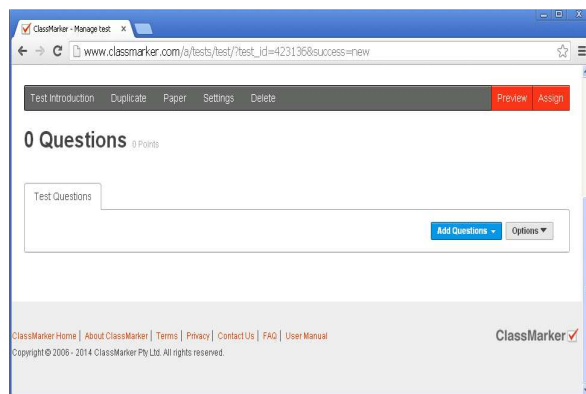 ClassMarker - Manage test
www.classmarker.com/a/tests/test/?test_id=423136&success=new
Test Introduction Duplicate Paper Settings Delete Preview Assign
0 Questions 0 Points
Test Questions
Add Questions Options
ClassMarker Home | About ClassMarker | Terms | Privacy | Contact Us | FAQ | User Manual
ClassMarker
Copyright © 2006 - 2014 ClassMarker Pty Ltd. All rights reserved.